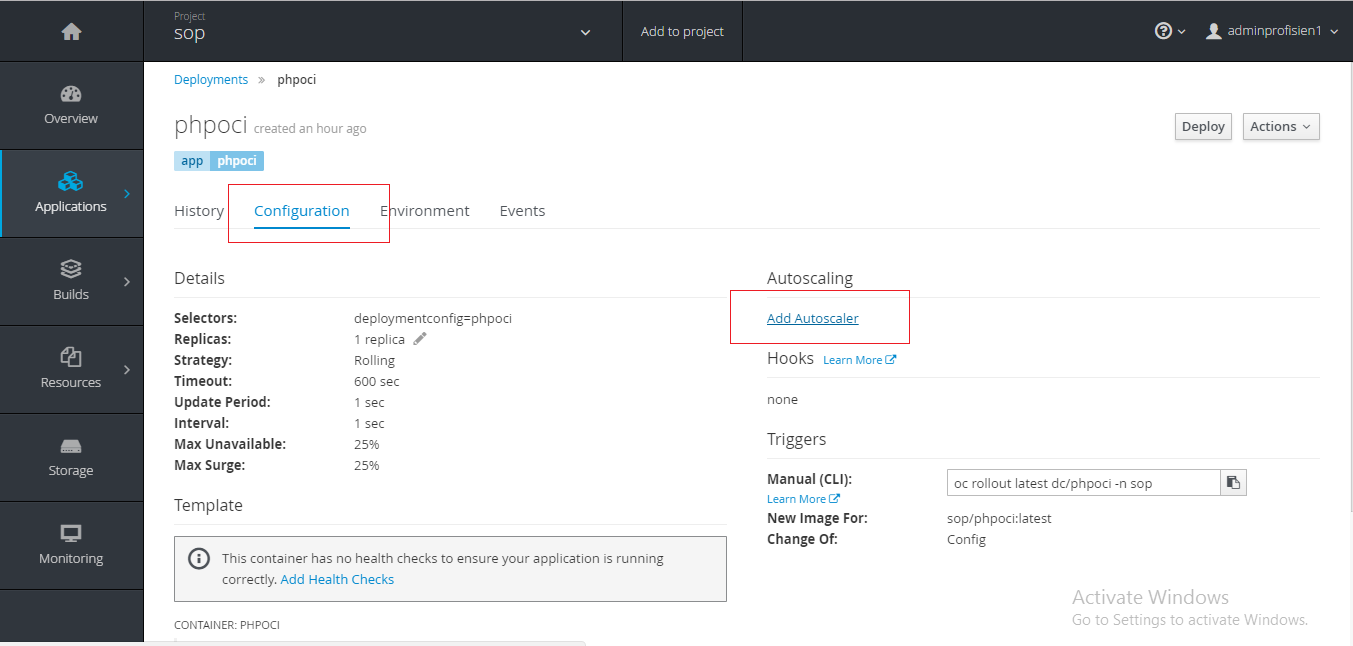 Project
sop
Add to project
adminprofisien1
Overview
Applications
Builds
Resources
Storage
Monitoring
Deployments » phpoci
phpoci created an hour ago
app phpoci
Deploy
Actions
History Configuration Environment Events
Details
Selectors: deploymentconfig=phpoci
Replicas: 1 replica
Strategy: Rolling
Timeout: 600 sec
Update Period: 1 sec
Interval: 1 sec
Max Unavailable: 25%
Max Surge: 25%
Template
This container has no health checks to ensure your application is running
correctly. Add Health Checks
CONTAINER: PHPOCI
Autoscaling
Add Autoscaler
Hooks Learn More
none
Triggers
Manual (CLI): oc rollout latest dc/phpoci -n sop
Learn More
New Image For: sop/phpoci:latest
Change Of: Config
Activate Windows
Go to Settings to activate Windows.